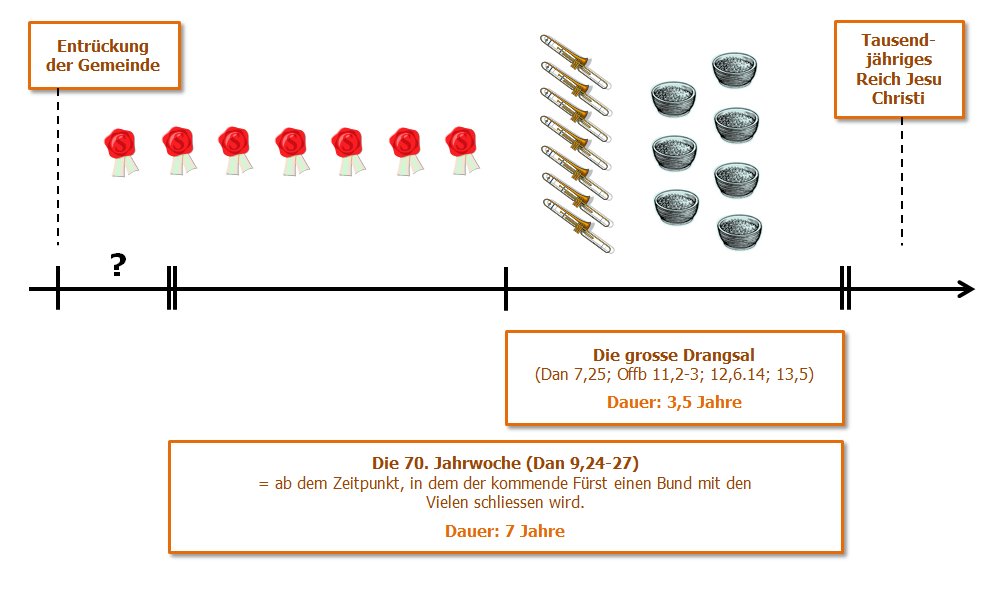 Entrückung
der Gemeinde
Tausend-
jähriges
Reich Jesu
Christi
?
Die grosse Drangsal
(Dan 7,25; Offb 11,2-3; 12,6.14; 13,5)
Dauer: 3,5 Jahre
Die 70. Jahrwoche (Dan 9,24-27)
= ab dem Zeitpunkt, in dem der kommende Fürst einen Bund mit den
Vielen schliessen wird.
Dauer: 7 Jahre